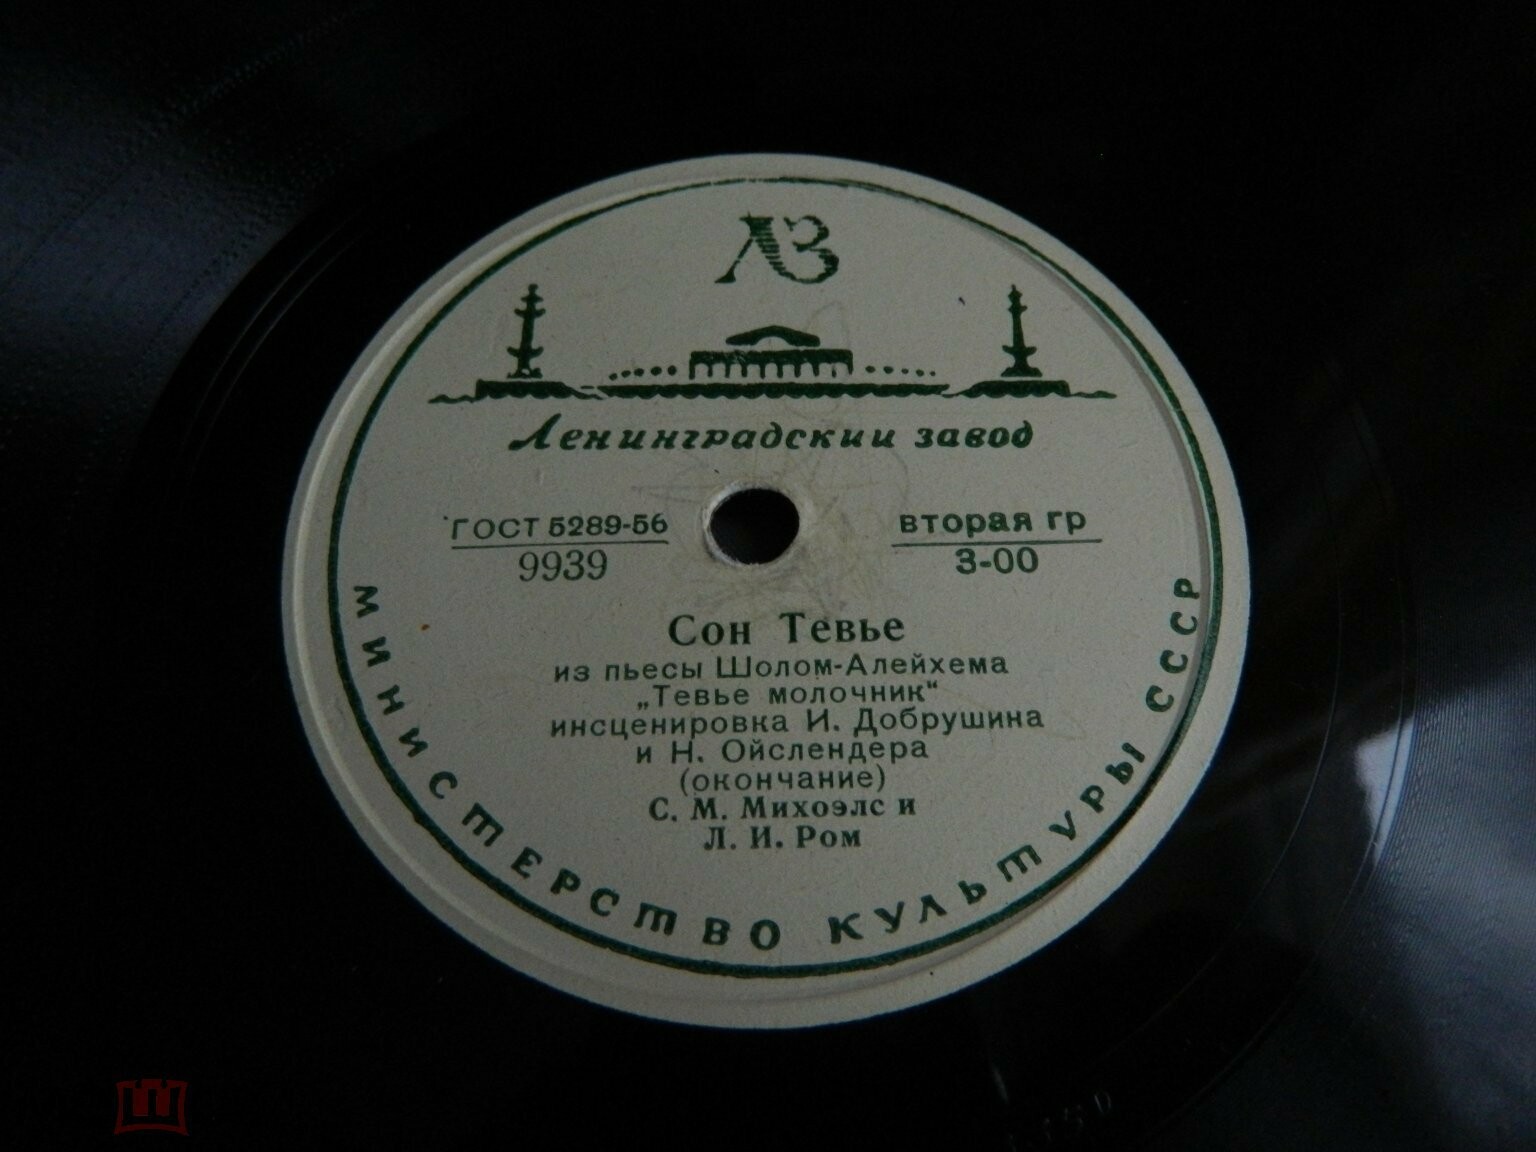 ЛЗ
Ленинградский завод
ГОСТ 5289-56
9939
вторая гр
3-00
Сон Тевье
из пьесы Шолом-Алейхема
„Тевье молочник“
инсценировка И. Добрушина
и Н. Ойслендера
(окончание)
С. М. Михоэлс и
Л. И. Ром
МИНИСТЕРСТВО КУЛЬТУРЫ СССР